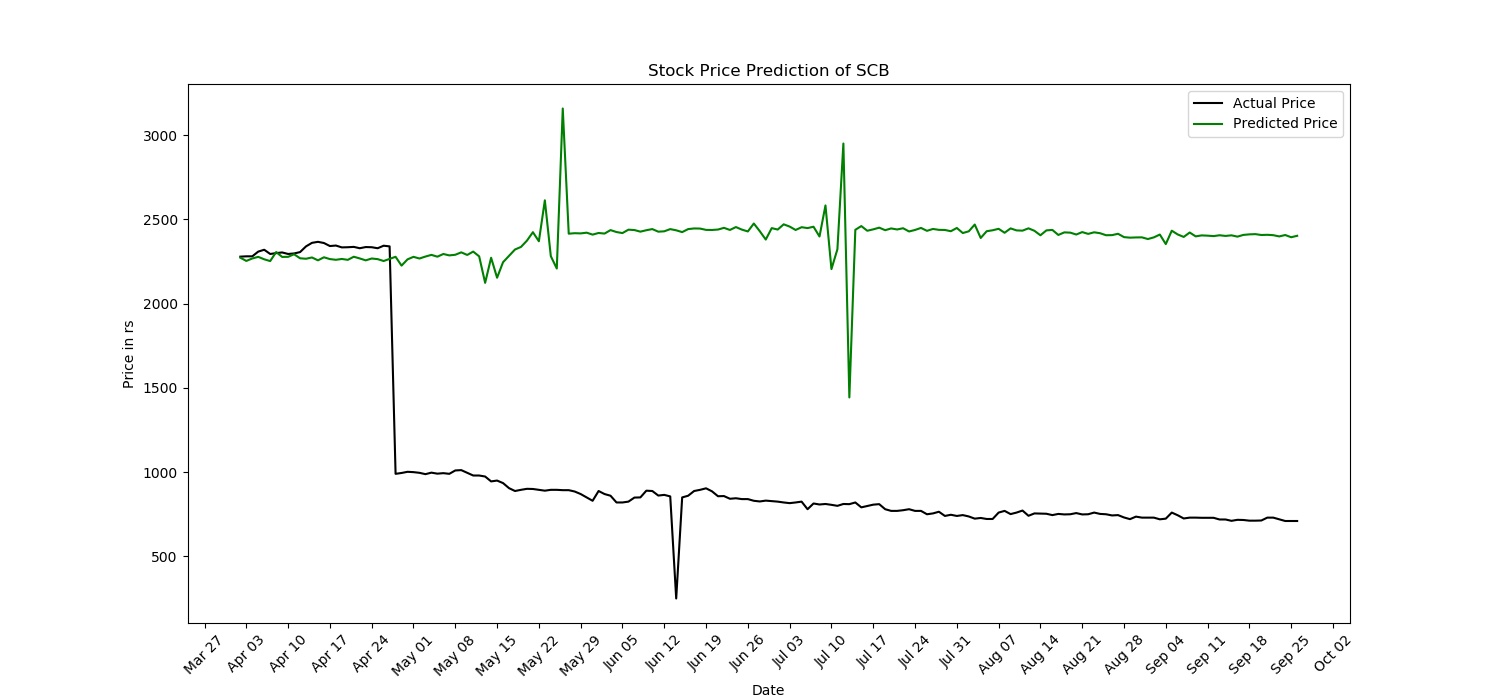 Stock Price Prediction of SCB
Actual Price
Predicted Price
Price in rs
3000
2500
2000
1500
1000
500
Mar 27
Apr 03
Apr 10
Apr 17
Apr 24
May 01
May 08
May 15
May 22
May 29
Jun 05
Jun 12
Jun 19
Jun 26
Jul 03
Jul 10
Jul 17
Jul 24
Jul 31
Aug 07
Aug 14
Aug 21
Aug 28
Sep 04
Sep 11
Sep 18
Sep 25
Oct 02
Date